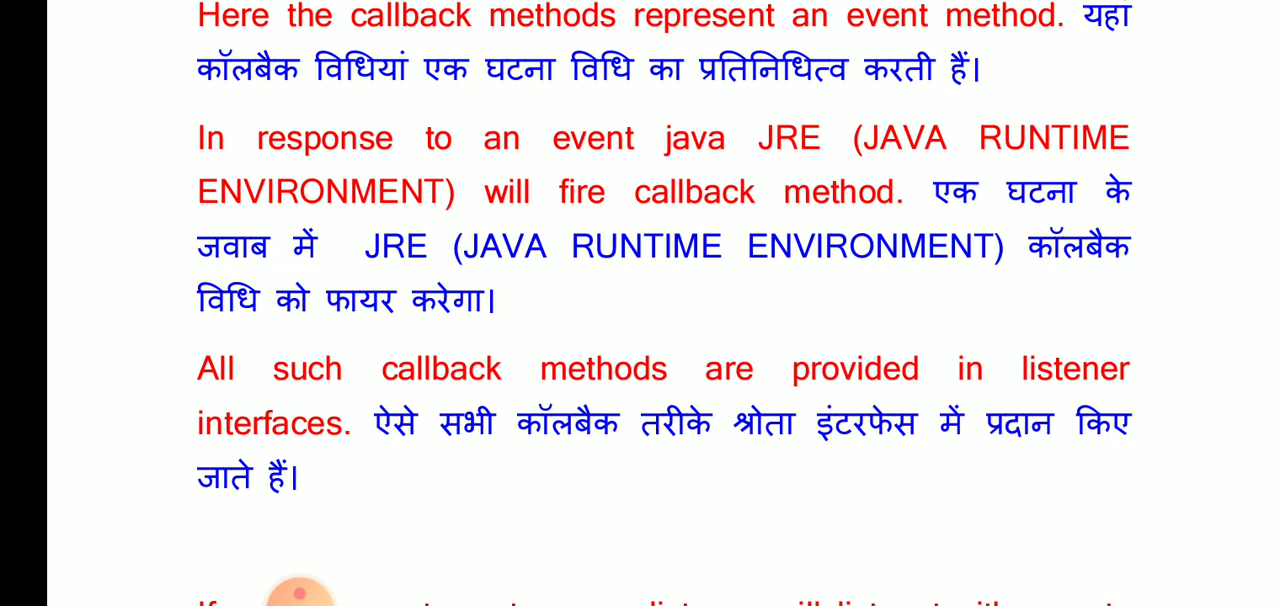 Here the callback methods represent an event method. यहां
कॉलबैक विधियां एक घटना विधि का प्रतिनिधित्व करती हैं।
In response to an event java JRE (JAVA RUNTIME
ENVIRONMENT) will fire callback method. एक घटना के
जवाब में JRE (JAVA RUNTIME ENVIRONMENT) कॉलबैक
विधि को फायर करेगा।
All such callback methods are provided in listener
interfaces. ऐसे सभी कॉलबैक तरीके श्रोता इंटरफेस में प्रदान किए
जाते हैं।